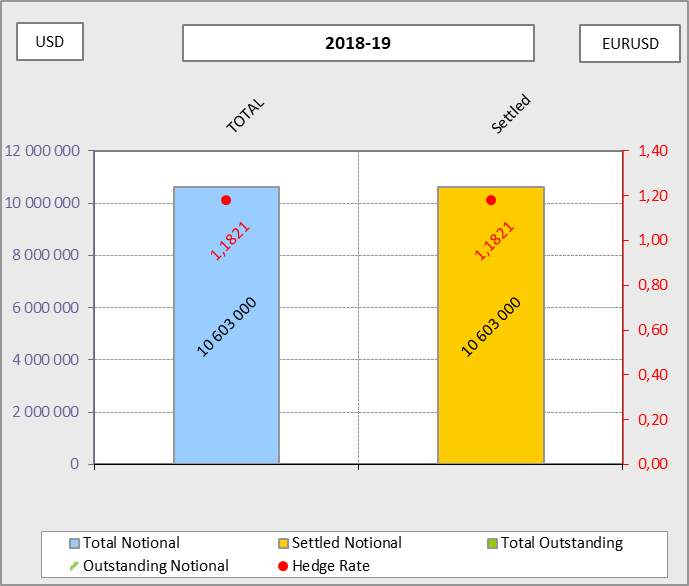 USD
2018-19
EURUSD
TOTAL
Settled
12 000 000
10 000 000
8 000 000
6 000 000
4 000 000
2 000 000
0
1,1821
10 603 000
1,1821
10 603 000
1,40
1,20
1,00
0,80
0,60
0,40
0,20
0,00
Total Notional
Settled Notional
Total Outstanding
Outstanding Notional
Hedge Rate